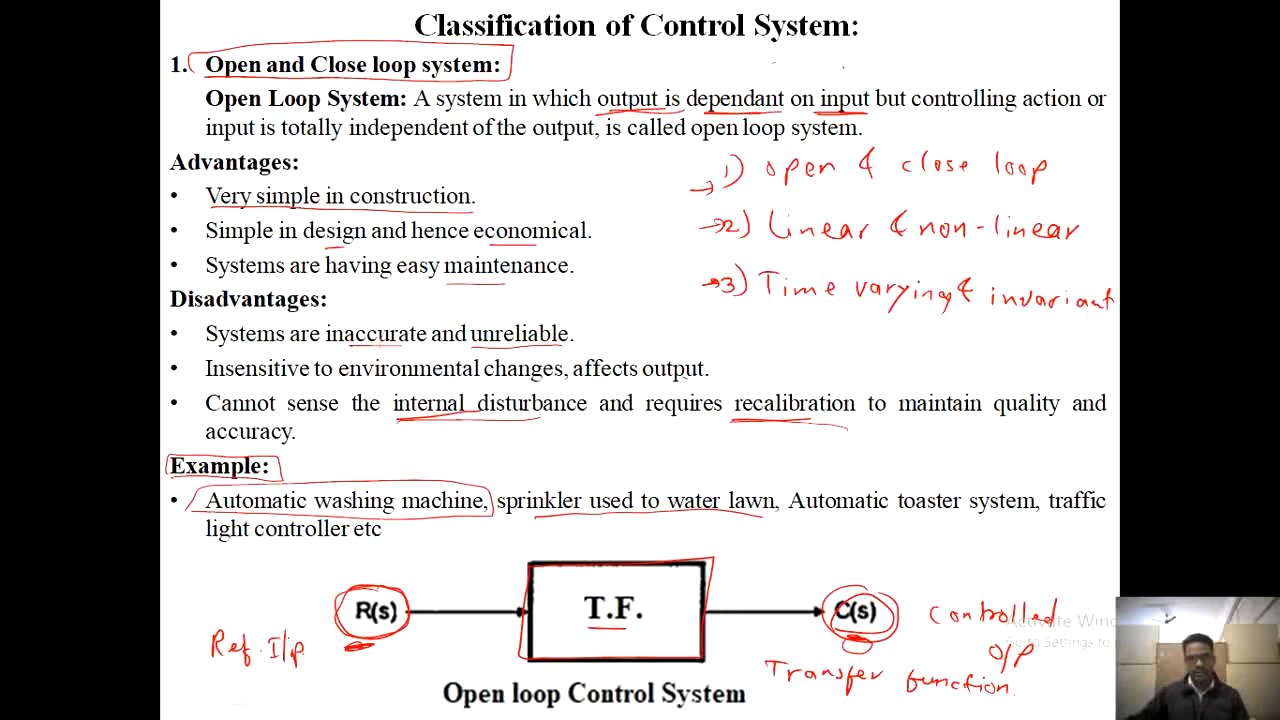 Classification of Control System:
1. Open and Close loop system:
Open Loop System: A system in which output is dependant on input but controlling action or
input is totally independent of the output, is called open loop system.
Advantages:
• Very simple in construction.
• Simple in design and hence economical.
• Systems are having easy maintenance.
1) open & close loop
2) Linear & non-linear
3) Time varying & invariant
Disadvantages:
• Systems are inaccurate and unreliable.
• Insensitive to environmental changes, affects output.
• Cannot sense the internal disturbance and requires recalibration to maintain quality and
accuracy.
Example:
• Automatic washing machine, sprinkler used to water lawn, Automatic toaster system, traffic
light controller etc
R(s) T.F. C(s)
Ref. I/p
Controlled
O/P
Activate Wind
Go to Settings to
Transfer function.
Open loop Control System